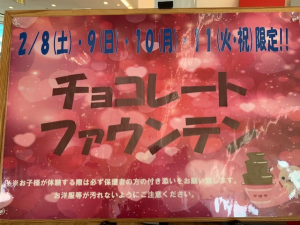 2/8(土)・9(日)・10(月)・11(火・祝)限定!!
チョコレート
ファウンテン
※お子様が体験する際は必ず保護者の方の付き添いをお願い致します。
お洋服等が汚れないようにご注意ください。